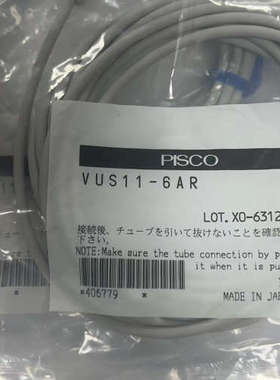 PISCO
VUS11-6AR
LOT. XO-6312
接続後、チューブを引いて抜けないことを確認
下さい。
NOTE:Make sure the tube connection by p
it when it is pu
*406779 *
MADE IN JA